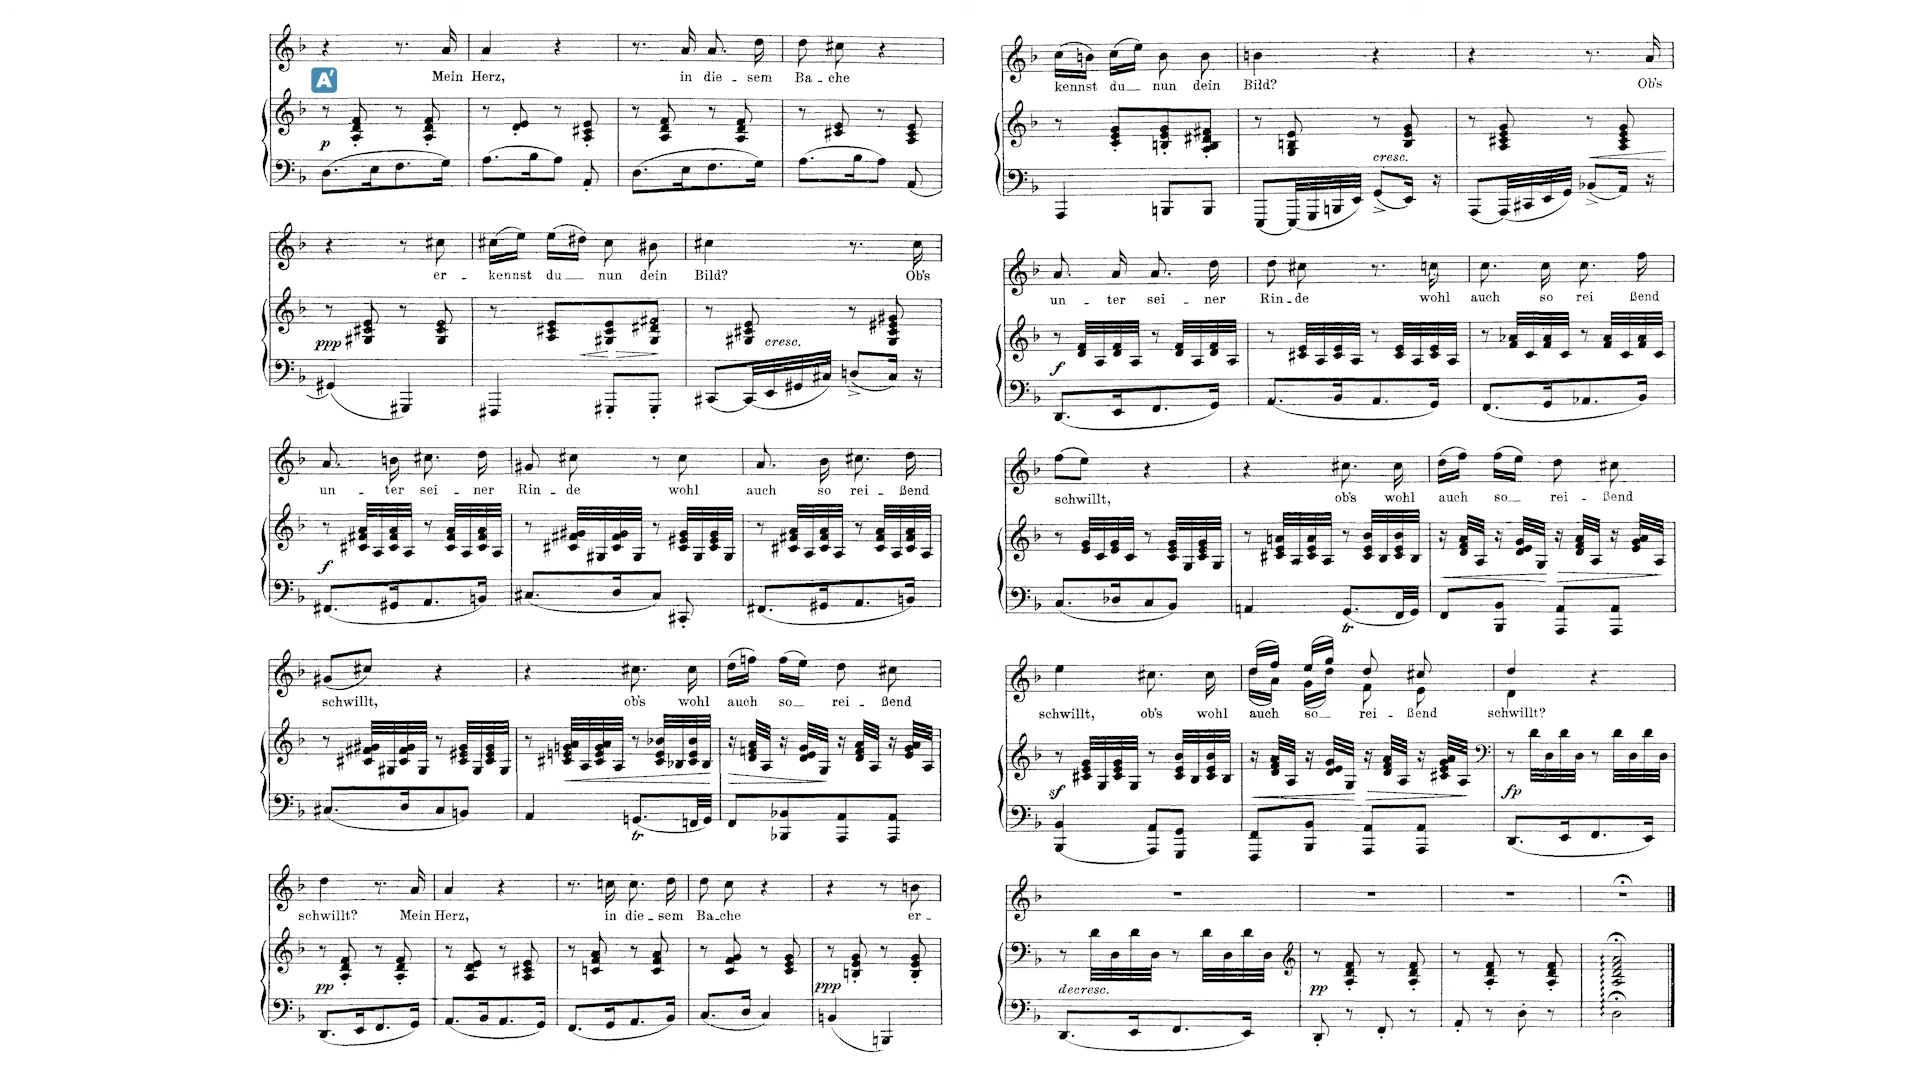 A′
Mein Herz, in die - sem Ba - che
p
er - kennst du nun dein Bild? Ob's
ppp cresc.
un - ter sei - ner Rin - de wohl auch so rei - ßend
f
schwillt, ob's wohl auch so rei - ßend
tr
schwillt? Mein Herz, in die - sem Ba - che er -
pp ppp
kennst du nun dein Bild? Ob's
cresc.
un - ter sei - ner Rin - de wohl auch so rei ßend
f
schwillt, ob's wohl auch so rei - ßend
tr
schwillt, ob's wohl auch so rei - ßend schwillt?
sf fp
decresc. pp